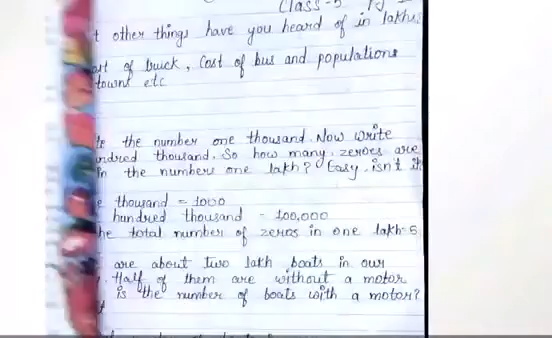 Class-5
t other things have you heard of in lakhs
ost of truck, Cost of bus and populations
towns etc
te the number one thousand. Now write
undred thousand. So how many zeroes are
in the number one lakh? Easy, isn't it
e thousand = 1000
hundred thousand = 100,000
he total number of zeros in one lakh-5
are about two lakh boats in our
. Half of them are without a motor
is the number of boats with a motor?